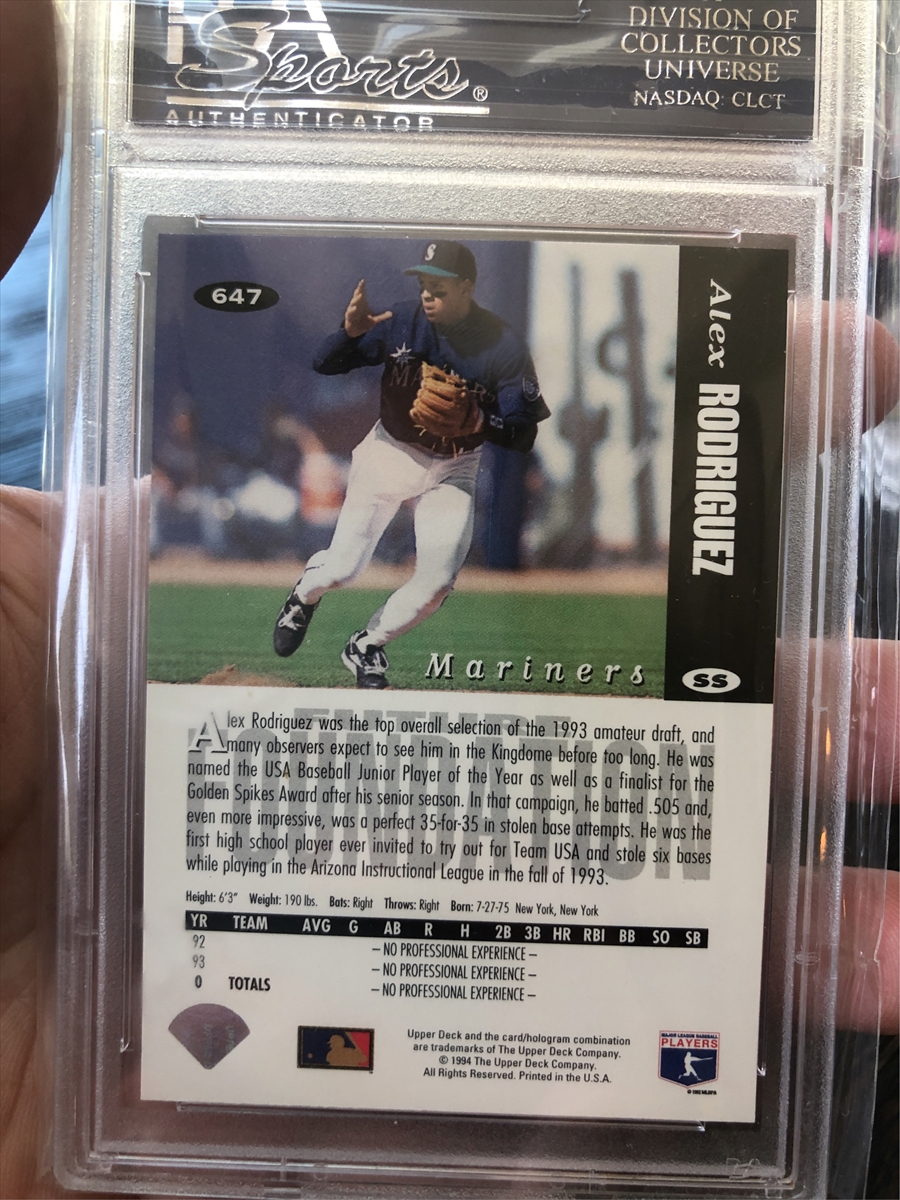 Sports®
AUTHENTICATOR
DIVISION OF
COLLECTORS
UNIVERSE
NASDAQ: CLCT
647
S
MARINERS
Alex RODRIGUEZ
SS
Mariners
FUTURE
FOUNDATION
Alex Rodriguez was the top overall selection of the 1993 amateur draft, and
many observers expect to see him in the Kingdome before too long. He was
named the USA Baseball Junior Player of the Year as well as a finalist for the
Golden Spikes Award after his senior season. In that campaign, he batted .505 and,
even more impressive, was a perfect 35-for-35 in stolen base attempts. He was the
first high school player ever invited to try out for Team USA and stole six bases
while playing in the Arizona Instructional League in the fall of 1993.
Height: 6'3" Weight: 190 lbs. Bats: Right Throws: Right Born: 7-27-75 New York, New York
YR TEAM AVG G AB R H 2B 3B HR RBI BB SO SB
92 – NO PROFESSIONAL EXPERIENCE –
93 – NO PROFESSIONAL EXPERIENCE –
0 TOTALS – NO PROFESSIONAL EXPERIENCE –
Upper Deck and the card/hologram combination
are trademarks of The Upper Deck Company.
© 1994 The Upper Deck Company.
All Rights Reserved. Printed in the U.S.A.
MAJOR LEAGUE BASEBALL
PLAYERS